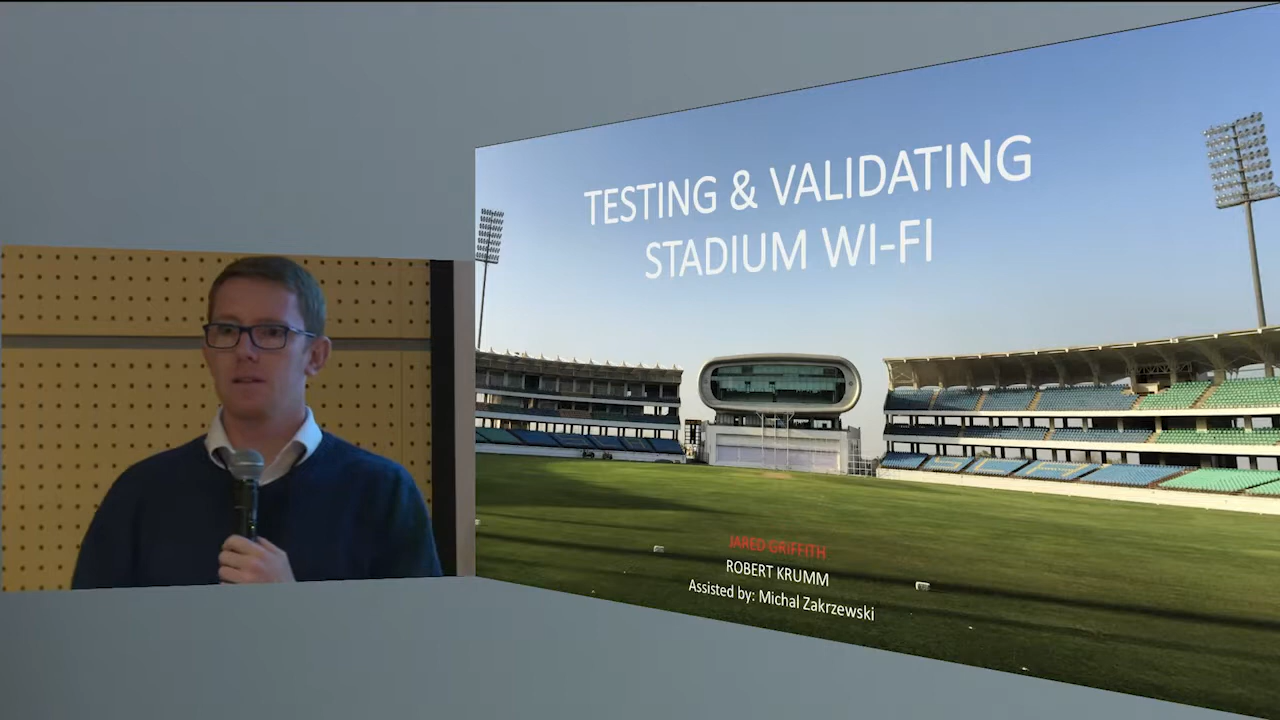 TESTING & VALIDATING
STADIUM WI-FI
JARED GRIFFITH
ROBERT KRUMM
Assisted by: Michal Zakrzewski